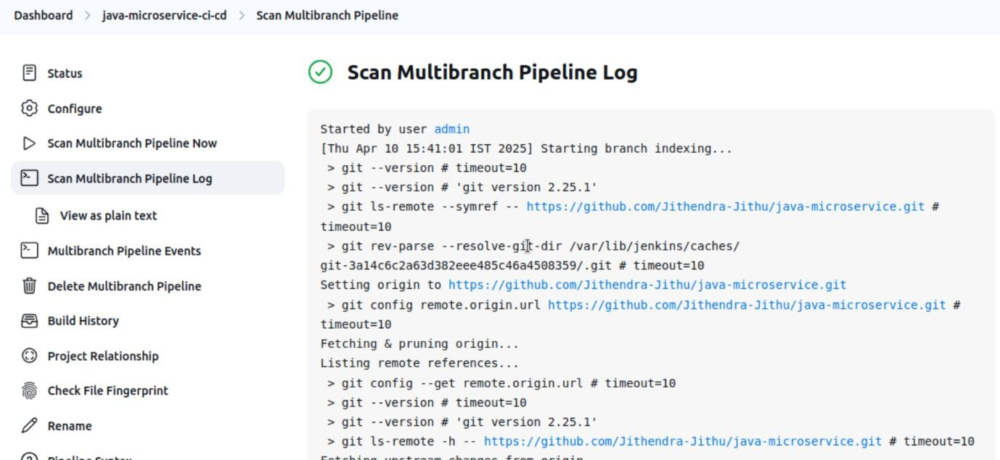 Dashboard > java-microservice-ci-cd > Scan Multibranch Pipeline
Status
Configure
Scan Multibranch Pipeline Now
Scan Multibranch Pipeline Log
View as plain text
Multibranch Pipeline Events
Delete Multibranch Pipeline
Build History
Project Relationship
Check File Fingerprint
Rename
Pipeline Syntax
Scan Multibranch Pipeline Log
Started by user admin
[Thu Apr 10 15:41:01 IST 2025] Starting branch indexing...
> git --version # timeout=10
> git --version # 'git version 2.25.1'
> git ls-remote --symref -- https://github.com/Jithendra-Jithu/java-microservice.git #
timeout=10
> git rev-parse --resolve-git-dir /var/lib/jenkins/caches/
git-3a14c6c2a63d382eee485c46a4508359/.git # timeout=10
Setting origin to https://github.com/Jithendra-Jithu/java-microservice.git
> git config remote.origin.url https://github.com/Jithendra-Jithu/java-microservice.git #
timeout=10
Fetching & pruning origin...
Listing remote references...
> git config --get remote.origin.url # timeout=10
> git --version # timeout=10
> git --version # 'git version 2.25.1'
> git ls-remote -h -- https://github.com/Jithendra-Jithu/java-microservice.git # timeout=10
Fetching upstream changes from origin